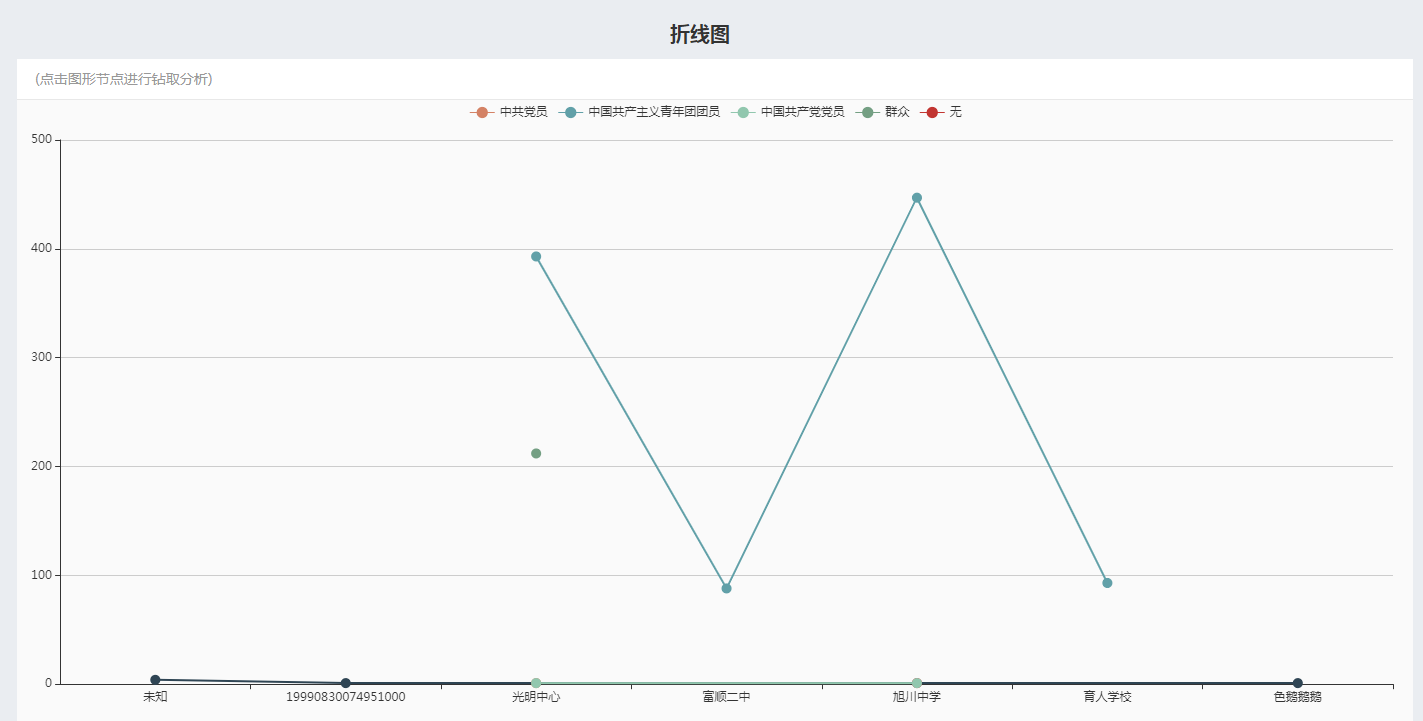 折线图
(点击图形节点进行钻取分析)
中共党员 中国共产主义青年团团员 中国共产党党员 群众 无
500
400
300
200
100
0
未知 19990830074951000 光明中心 富顺二中 旭川中学 育人学校 色鹅鹅鹅